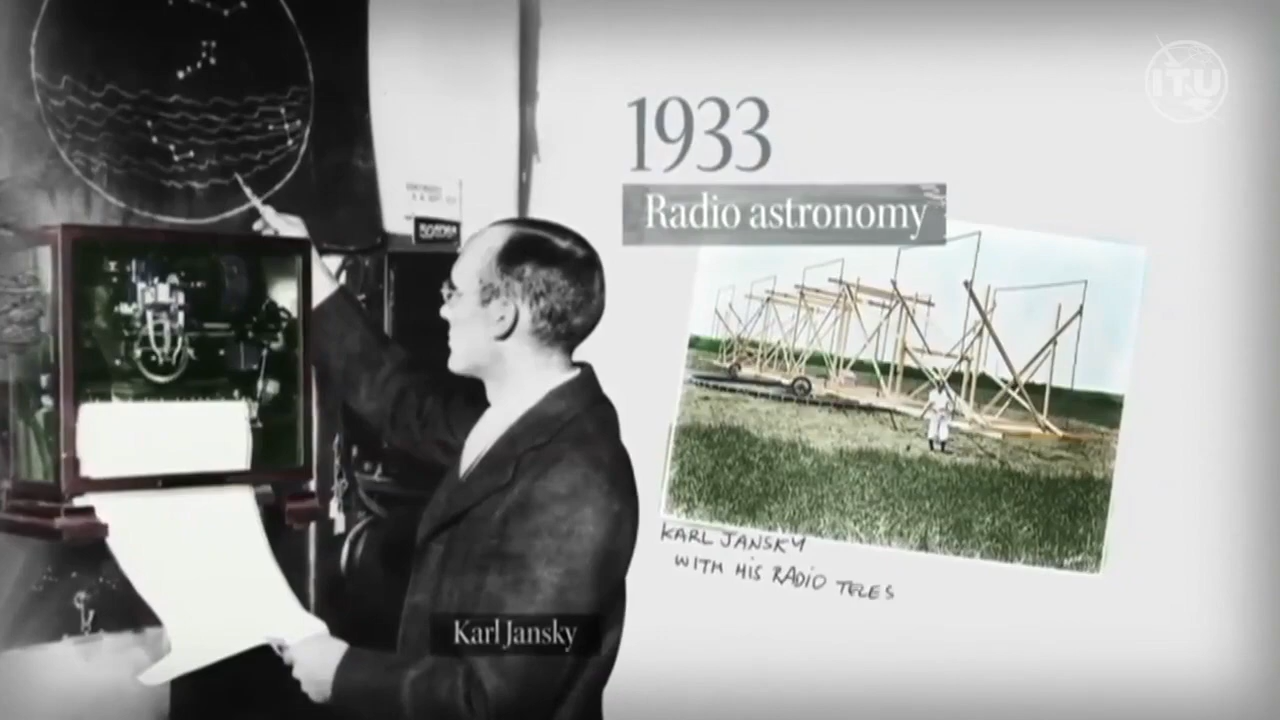 ITU
1933
Radio astronomy
KARL JANSKY
WITH HIS RADIO TELES
Karl Jansky